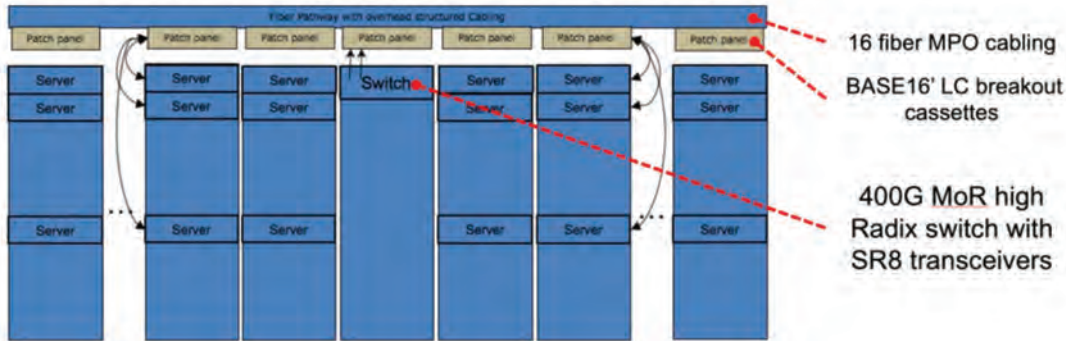 Fiber Pathway with overhead structured Cabling
Patch panel Patch panel Patch panel Patch panel Patch panel Patch panel Patch panel
Server Server Server Switch Server Server Server
Server Server Server Server Server Server
... ...
Server Server Server Server Server Server
16 fiber MPO cabling
BASE16' LC breakout
cassettes
400G MoR high
Radix switch with
SR8 transceivers